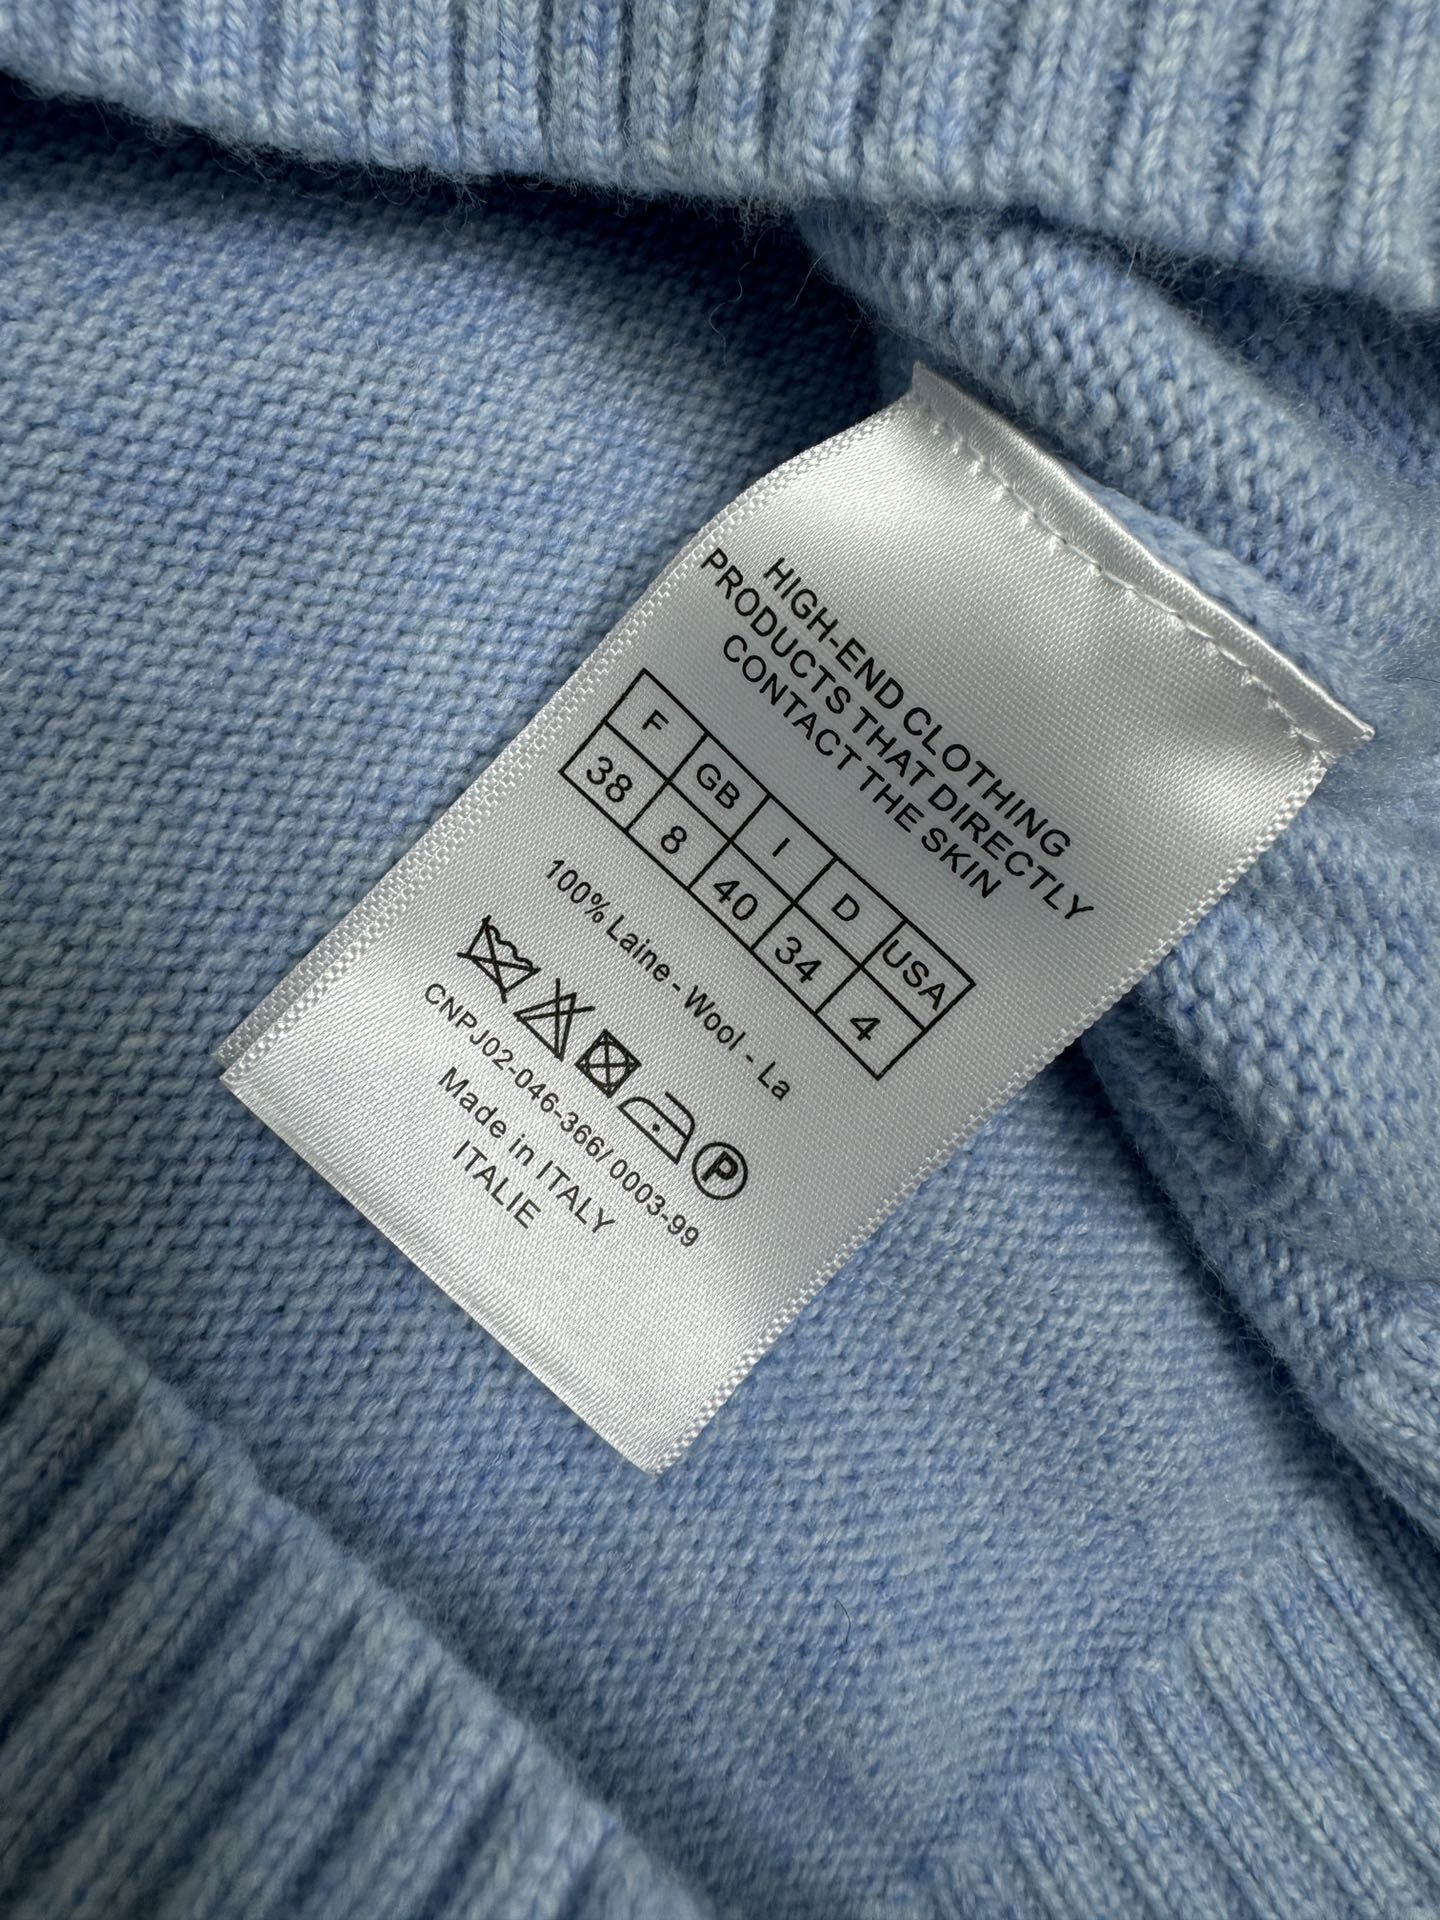 HIGH-END CLOTHING
PRODUCTS THAT DIRECTLY
CONTACT THE SKIN
F GB I D USA
38 8 40 34 4
100% Laine - Wool - La
P
CNPJ02-046-366/0003-99
Made in ITALY
ITALIE